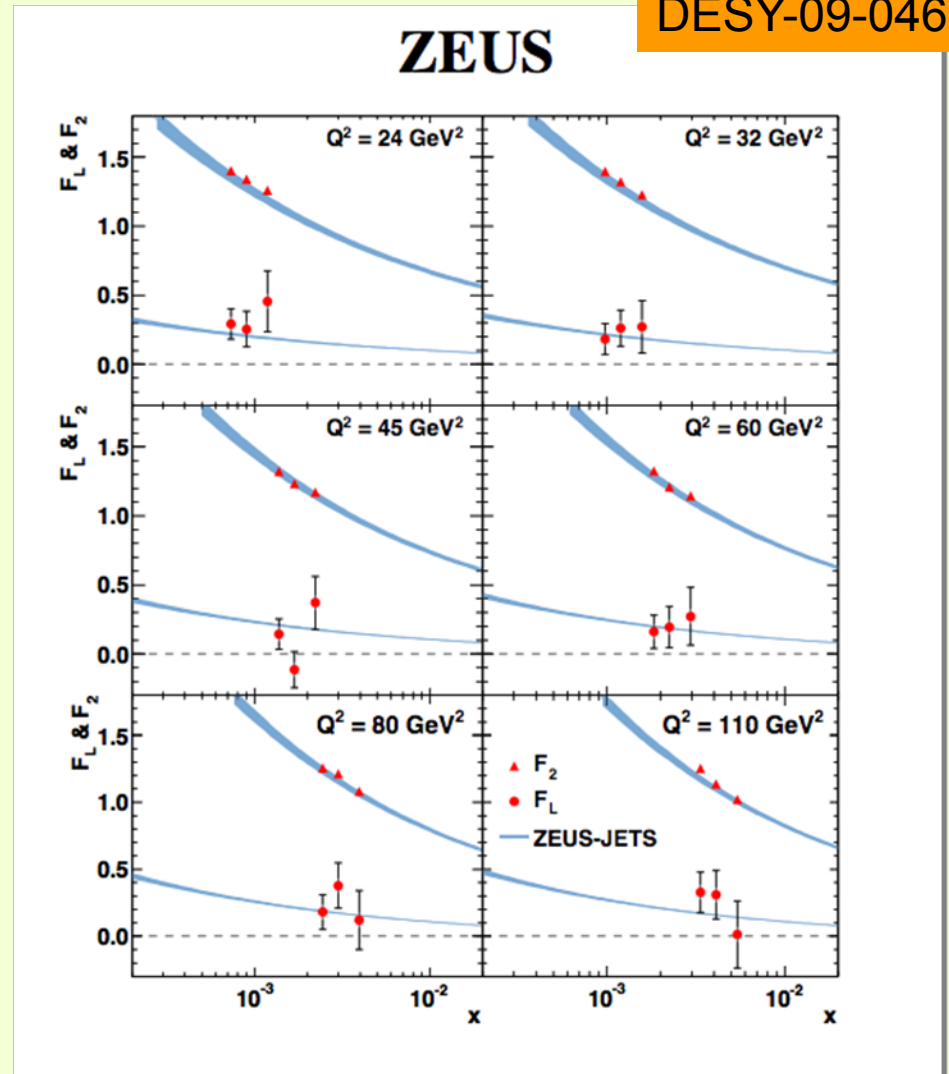 DESY-09-046
ZEUS
F_L & F_2
1.5
1.0
0.5
0.0
Q² = 24 GeV²
Q² = 32 GeV²
F_L & F_2
1.5
1.0
0.5
0.0
Q² = 45 GeV²
Q² = 60 GeV²
F_L & F_2
1.5
1.0
0.5
0.0
Q² = 80 GeV²
Q² = 110 GeV²
F_2
F_L
ZEUS-JETS
10⁻³ 10⁻² 10⁻³ 10⁻²
x x